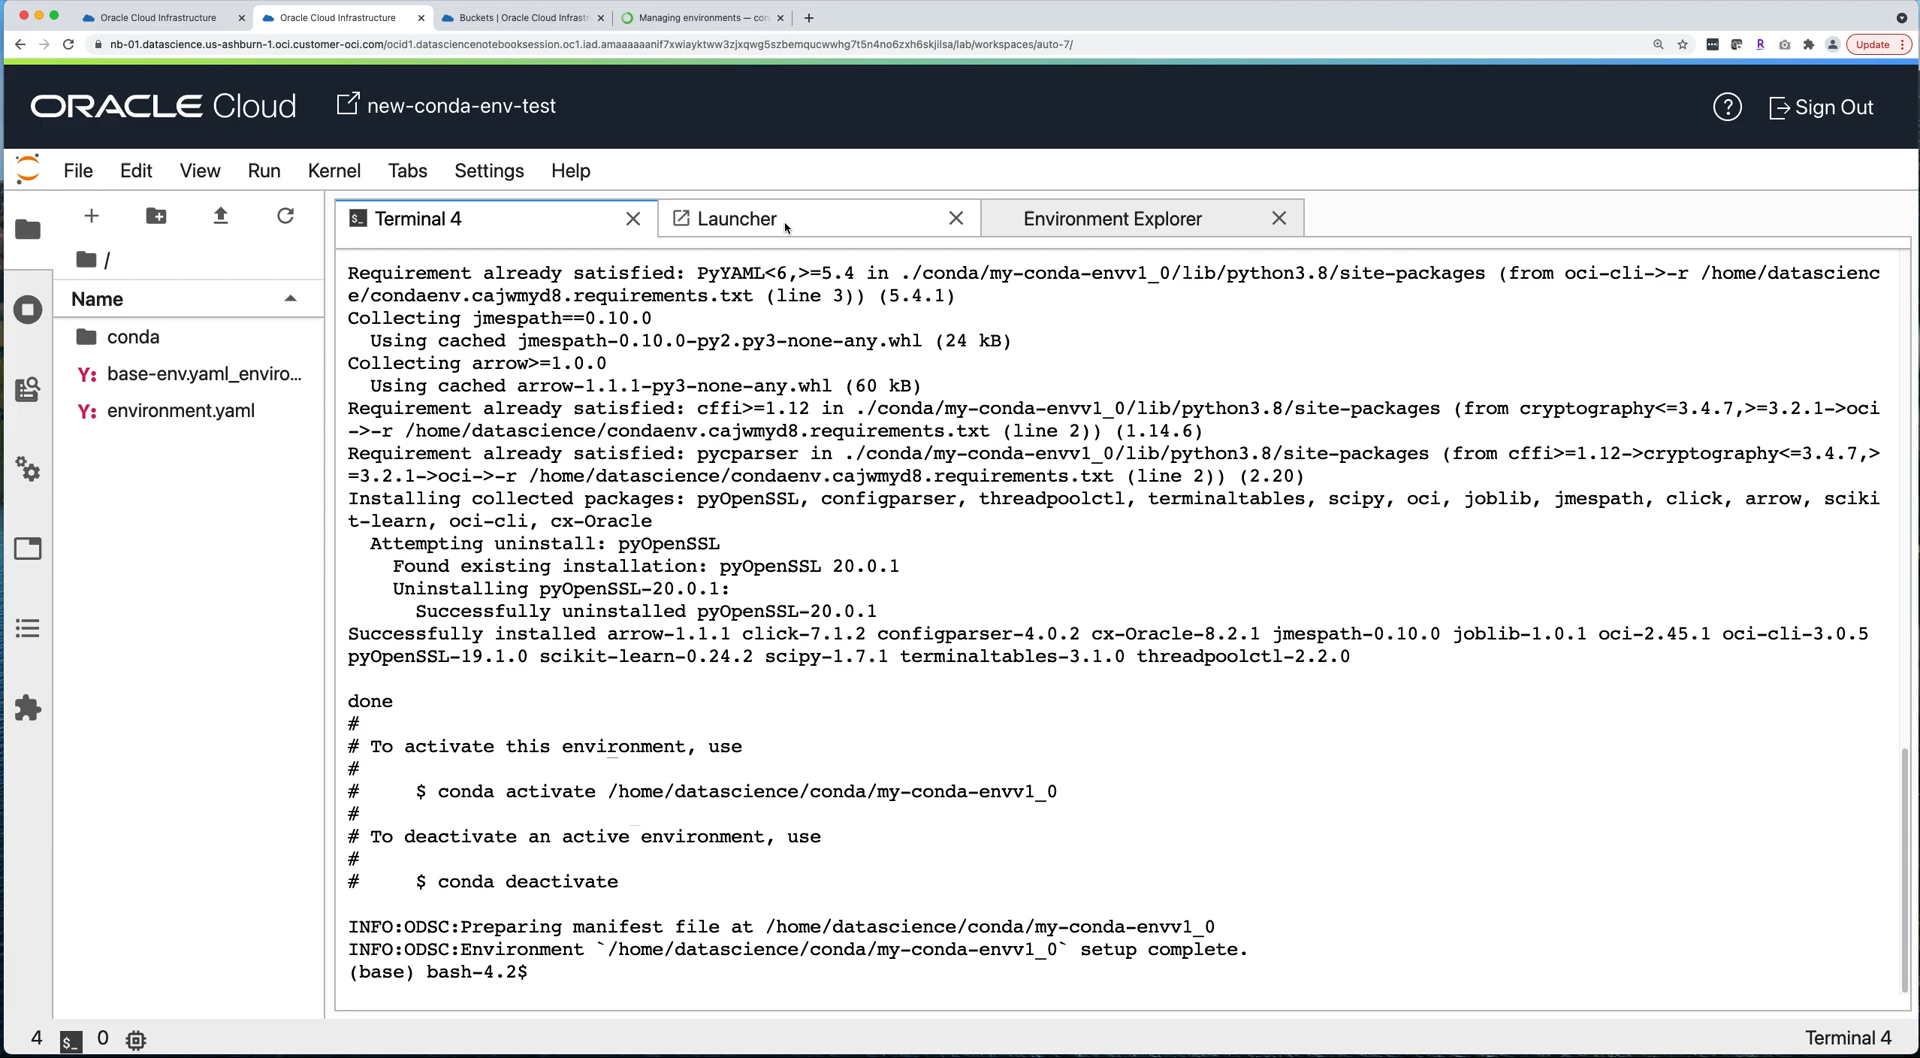 Oracle Cloud Infrastructure
Oracle Cloud Infrastructure
Buckets | Oracle Cloud Infrastr
Managing environments — con
nb-01.datascience.us-ashburn-1.oci.customer-oci.com/ocid1.datasciencenotebooksession.oc1.iad.amaaaaaanif7xwiayktww3zjxqwg5szbemqucwwhg7t5n4no6zxh6skjilsa/lab/workspaces/auto-7/
Update
ORACLE Cloud
new-conda-env-test
Sign Out
File Edit View Run Kernel Tabs Settings Help
/
Name
conda
Y: base-env.yaml_enviro...
Y: environment.yaml
Terminal 4
Launcher
Environment Explorer
Requirement already satisfied: PyYAML<6,>=5.4 in ./conda/my-conda-envv1_0/lib/python3.8/site-packages (from oci-cli->-r /home/datascienc
e/condaenv.cajwmyd8.requirements.txt (line 3)) (5.4.1)
Collecting jmespath==0.10.0
  Using cached jmespath-0.10.0-py2.py3-none-any.whl (24 kB)
Collecting arrow>=1.0.0
  Using cached arrow-1.1.1-py3-none-any.whl (60 kB)
Requirement already satisfied: cffi>=1.12 in ./conda/my-conda-envv1_0/lib/python3.8/site-packages (from cryptography<=3.4.7,>=3.2.1->oci
->-r /home/datascience/condaenv.cajwmyd8.requirements.txt (line 2)) (1.14.6)
Requirement already satisfied: pycparser in ./conda/my-conda-envv1_0/lib/python3.8/site-packages (from cffi>=1.12->cryptography<=3.4.7,>
=3.2.1->oci->-r /home/datascience/condaenv.cajwmyd8.requirements.txt (line 2)) (2.20)
Installing collected packages: pyOpenSSL, configparser, threadpoolctl, terminaltables, scipy, oci, joblib, jmespath, click, arrow, sciki
t-learn, oci-cli, cx-Oracle
  Attempting uninstall: pyOpenSSL
    Found existing installation: pyOpenSSL 20.0.1
    Uninstalling pyOpenSSL-20.0.1:
      Successfully uninstalled pyOpenSSL-20.0.1
Successfully installed arrow-1.1.1 click-7.1.2 configparser-4.0.2 cx-Oracle-8.2.1 jmespath-0.10.0 joblib-1.0.1 oci-2.45.1 oci-cli-3.0.5
pyOpenSSL-19.1.0 scikit-learn-0.24.2 scipy-1.7.1 terminaltables-3.1.0 threadpoolctl-2.2.0
done
#
# To activate this environment, use
#
#     $ conda activate /home/datascience/conda/my-conda-envv1_0
#
# To deactivate an active environment, use
#
#     $ conda deactivate
INFO:ODSC:Preparing manifest file at /home/datascience/conda/my-conda-envv1_0
INFO:ODSC:Environment `/home/datascience/conda/my-conda-envv1_0` setup complete.
(base) bash-4.2$
4 $_ 0
Terminal 4